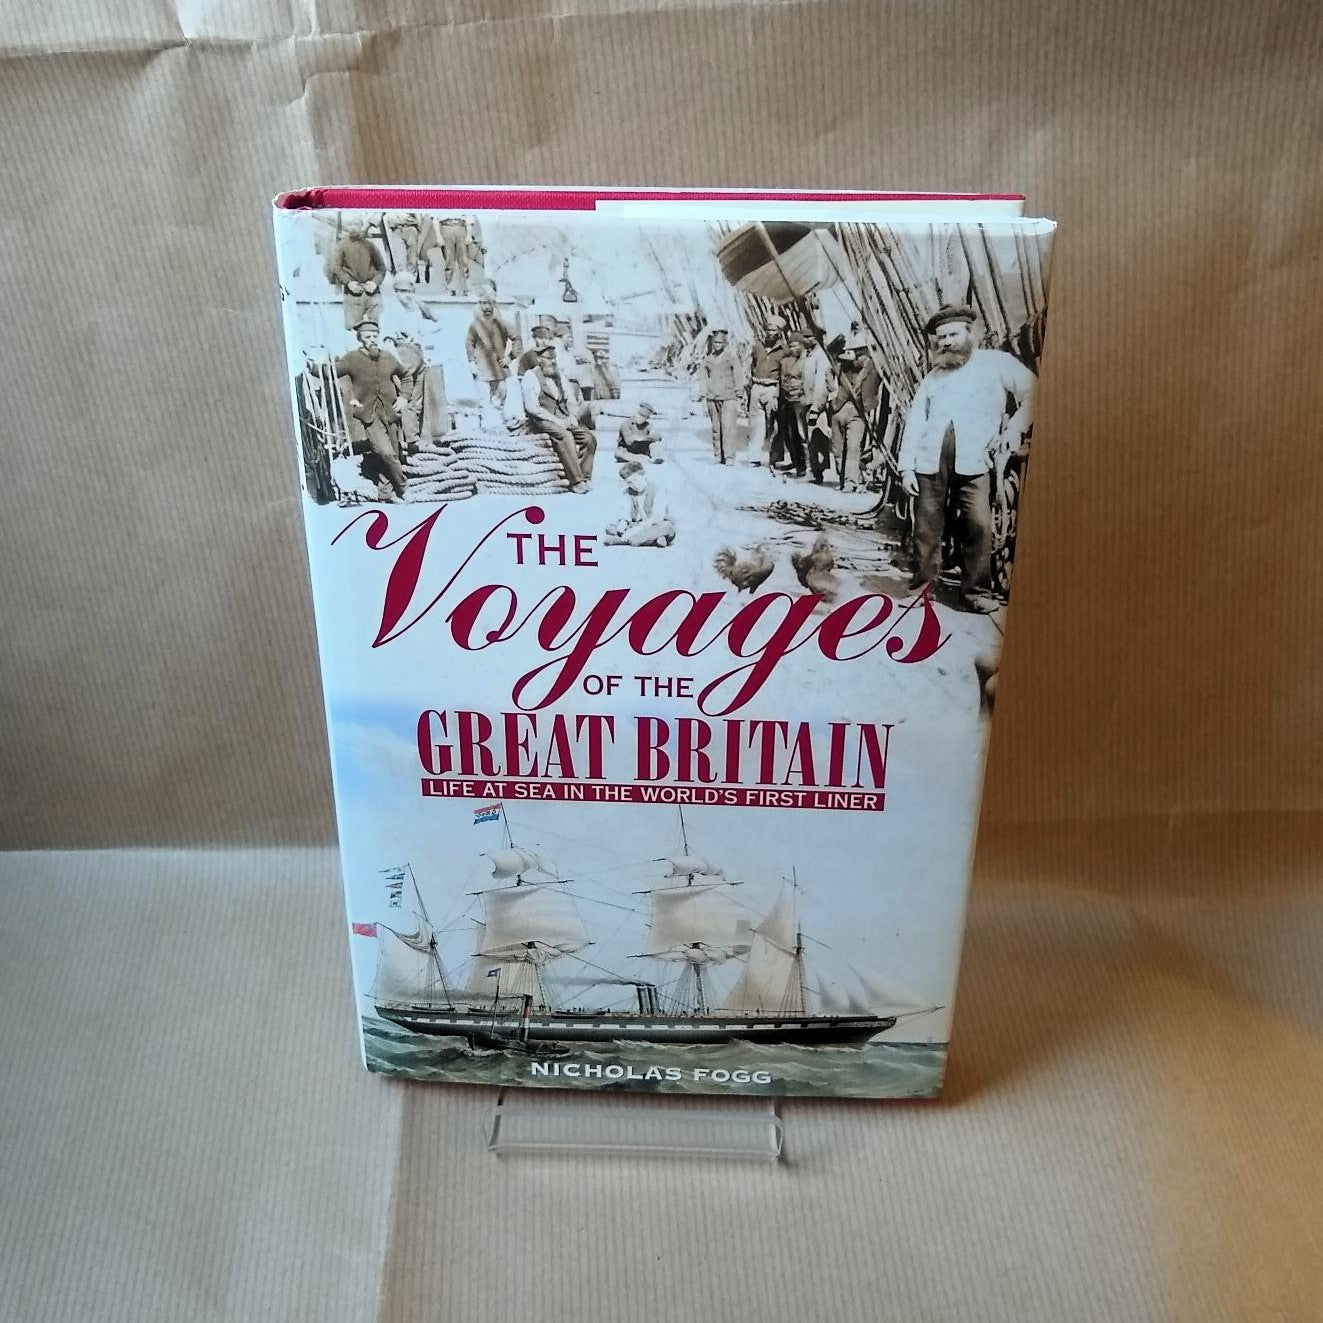 THE
Voyages
OF THE
GREAT BRITAIN
LIFE AT SEA IN THE WORLD'S FIRST LINER
NICHOLAS FOGG